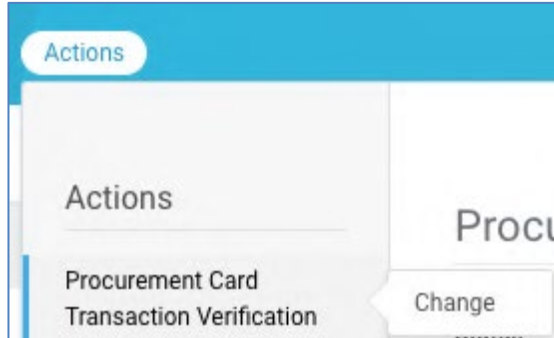 Actions
Actions
Procu
Procurement Card
Transaction Verification
Change